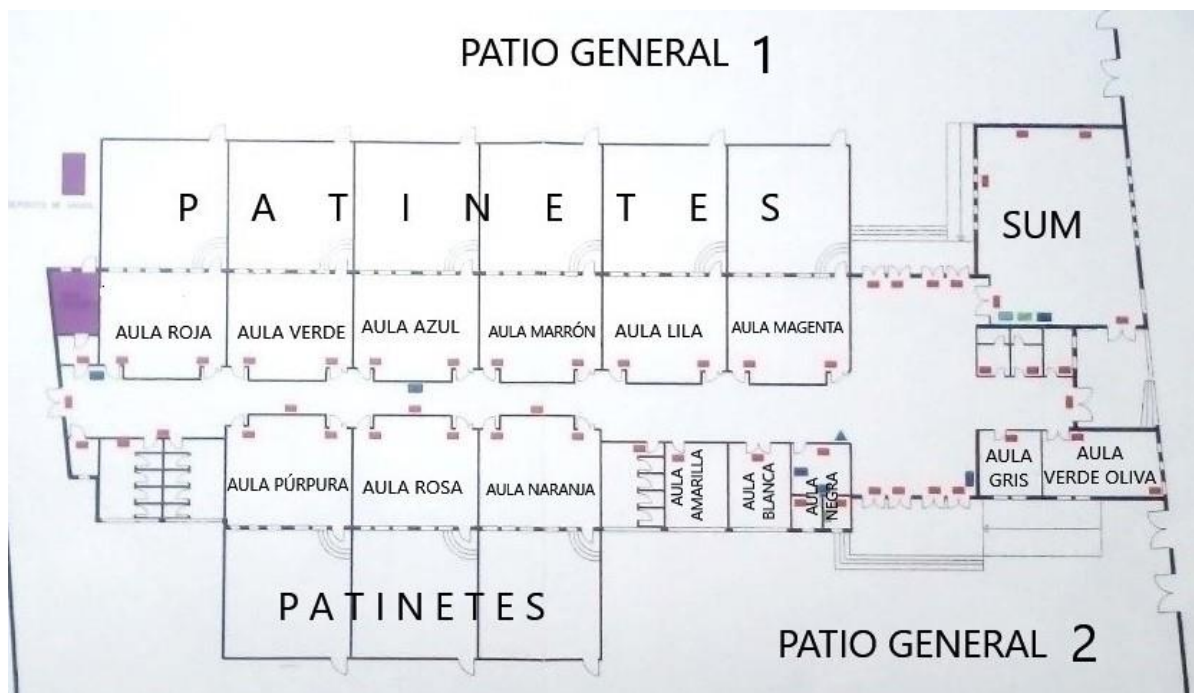 PATIO GENERAL 1
PATINETES
SUM
AULA ROJA
AULA VERDE
AULA AZUL
AULA MARRÓN
AULA LILA
AULA MAGENTA
AULA PÚRPURA
AULA ROSA
AULA NARANJA
AULA
AMARILLA
AULA
BLANCA
AULA
NEGRA
AULA
GRIS
AULA
VERDE OLIVA
PATINETES
PATIO GENERAL 2